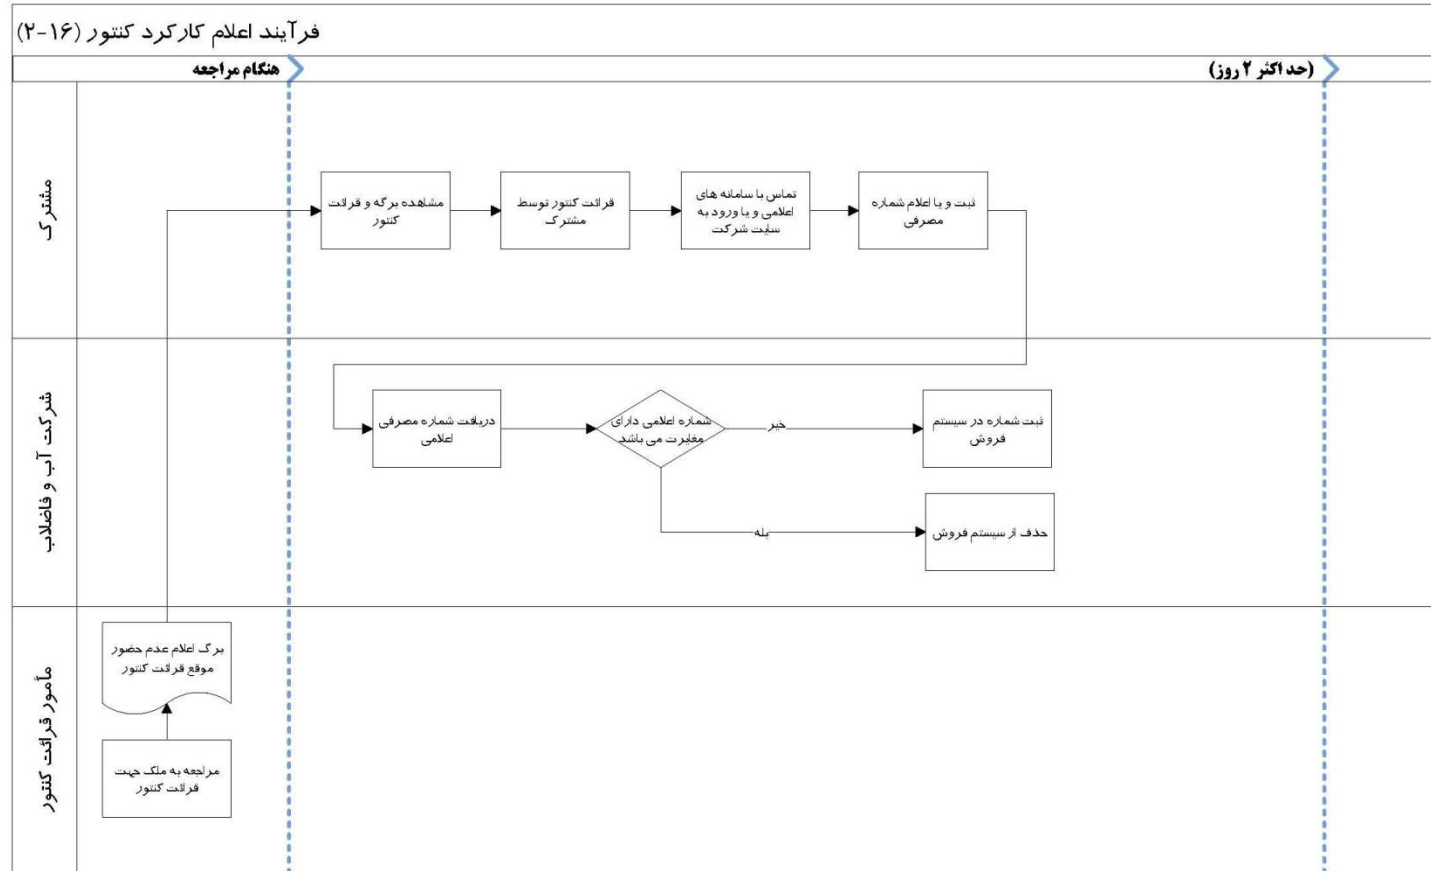 فرآیند اعلام کارکرد کنتور (۱۶-۲)
هنگام مراجعه
(حداکثر ۲ روز)
مشترک
مشاهده برگه و قرائت
کنتور
قرائت کنتور توسط
مشترک
تماس با سامانه های
اعلامی و یا ورود به
سایت شرکت
ثبت و یا اعلام شماره
مصرفی
شرکت آب و فاضلاب
دریافت شماره مصرفی
اعلامی
شماره اعلامی دارای
مغایرت می باشد
خیر
ثبت شماره در سیستم
فروش
بله
حذف از سیستم فروش
مأمور قرائت کنتور
برگ اعلام عدم حضور
موقع قرائت کنتور
مراجعه به ملک جهت
قرائت کنتور